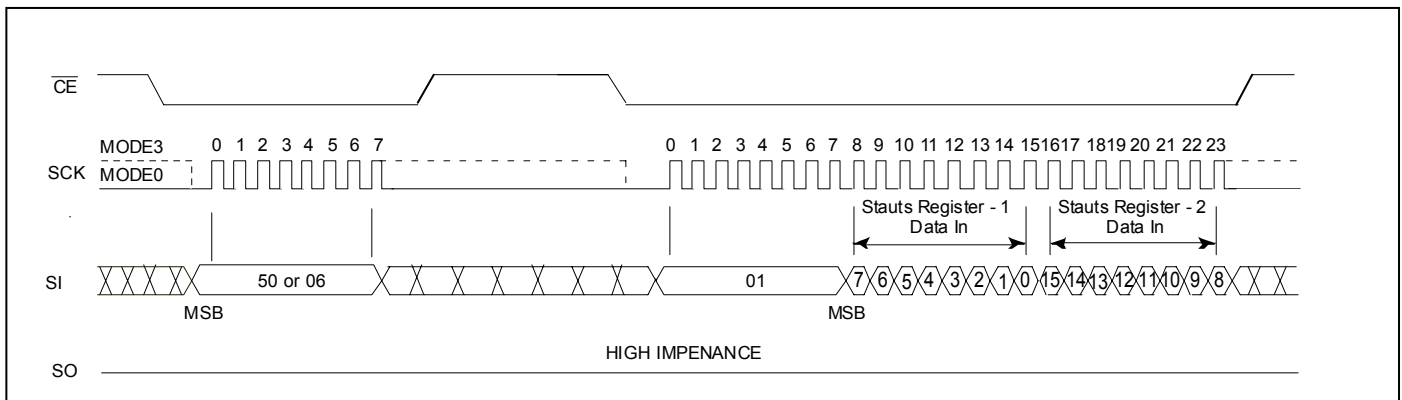 CE
MODE3
SCK MODE0
0 1 2 3 4 5 6 7
0 1 2 3 4 5 6 7 8 9 10 11 12 13 14 15 16 17 18 19 20 21 22 23
Stauts Register - 1
Data In
Stauts Register - 2
Data In
SI
50 or 06
01
7 6 5 4 3 2 1 0 15 14 13 12 11 10 9 8
MSB
MSB
HIGH IMPENANCE
SO